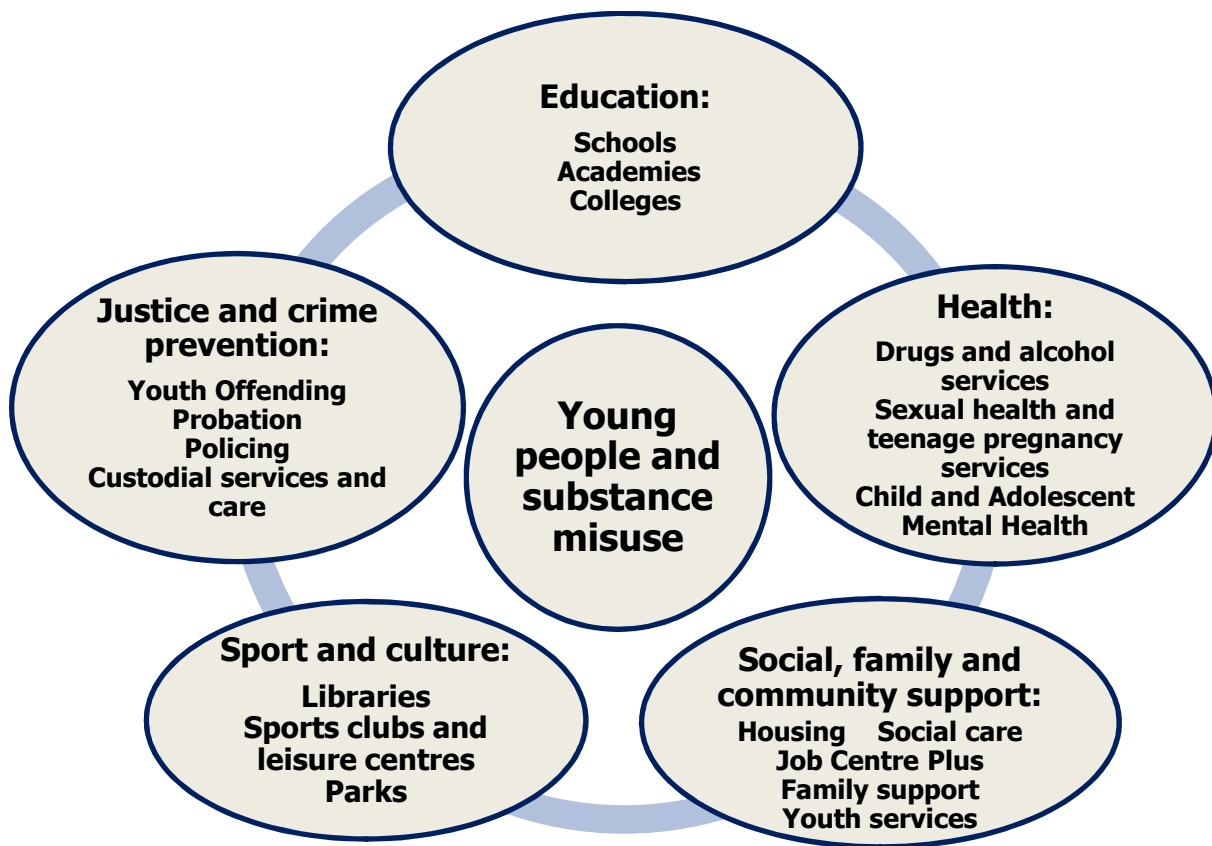 Education:
Schools
Academies
Colleges
Health:
Drugs and alcohol
services
Sexual health and
teenage pregnancy
services
Child and Adolescent
Mental Health
Social, family and
community support:
Housing Social care
Job Centre Plus
Family support
Youth services
Sport and culture:
Libraries
Sports clubs and
leisure centres
Parks
Justice and crime
prevention:
Youth Offending
Probation
Policing
Custodial services and
care
Young
people and
substance
misuse